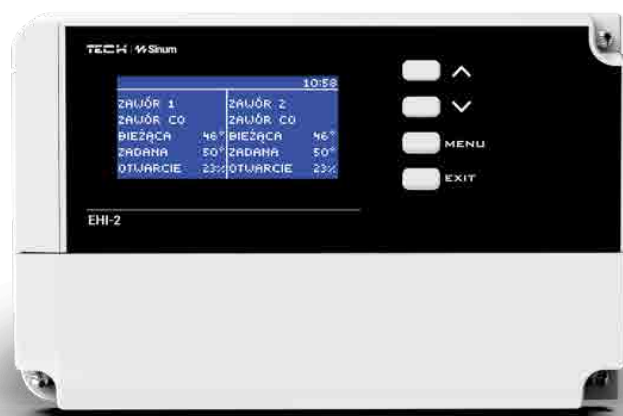 TECH Sinum
10:58
ZAWÓR 1 ZAWÓR 2
ZAWÓR CO ZAWÓR CO
BIEŻĄCA 46° BIEŻĄCA 46°
ZADANA 50° ZADANA 50°
OTWARCIE 23% OTWARCIE 23%
MENU
EXIT
EHI-2